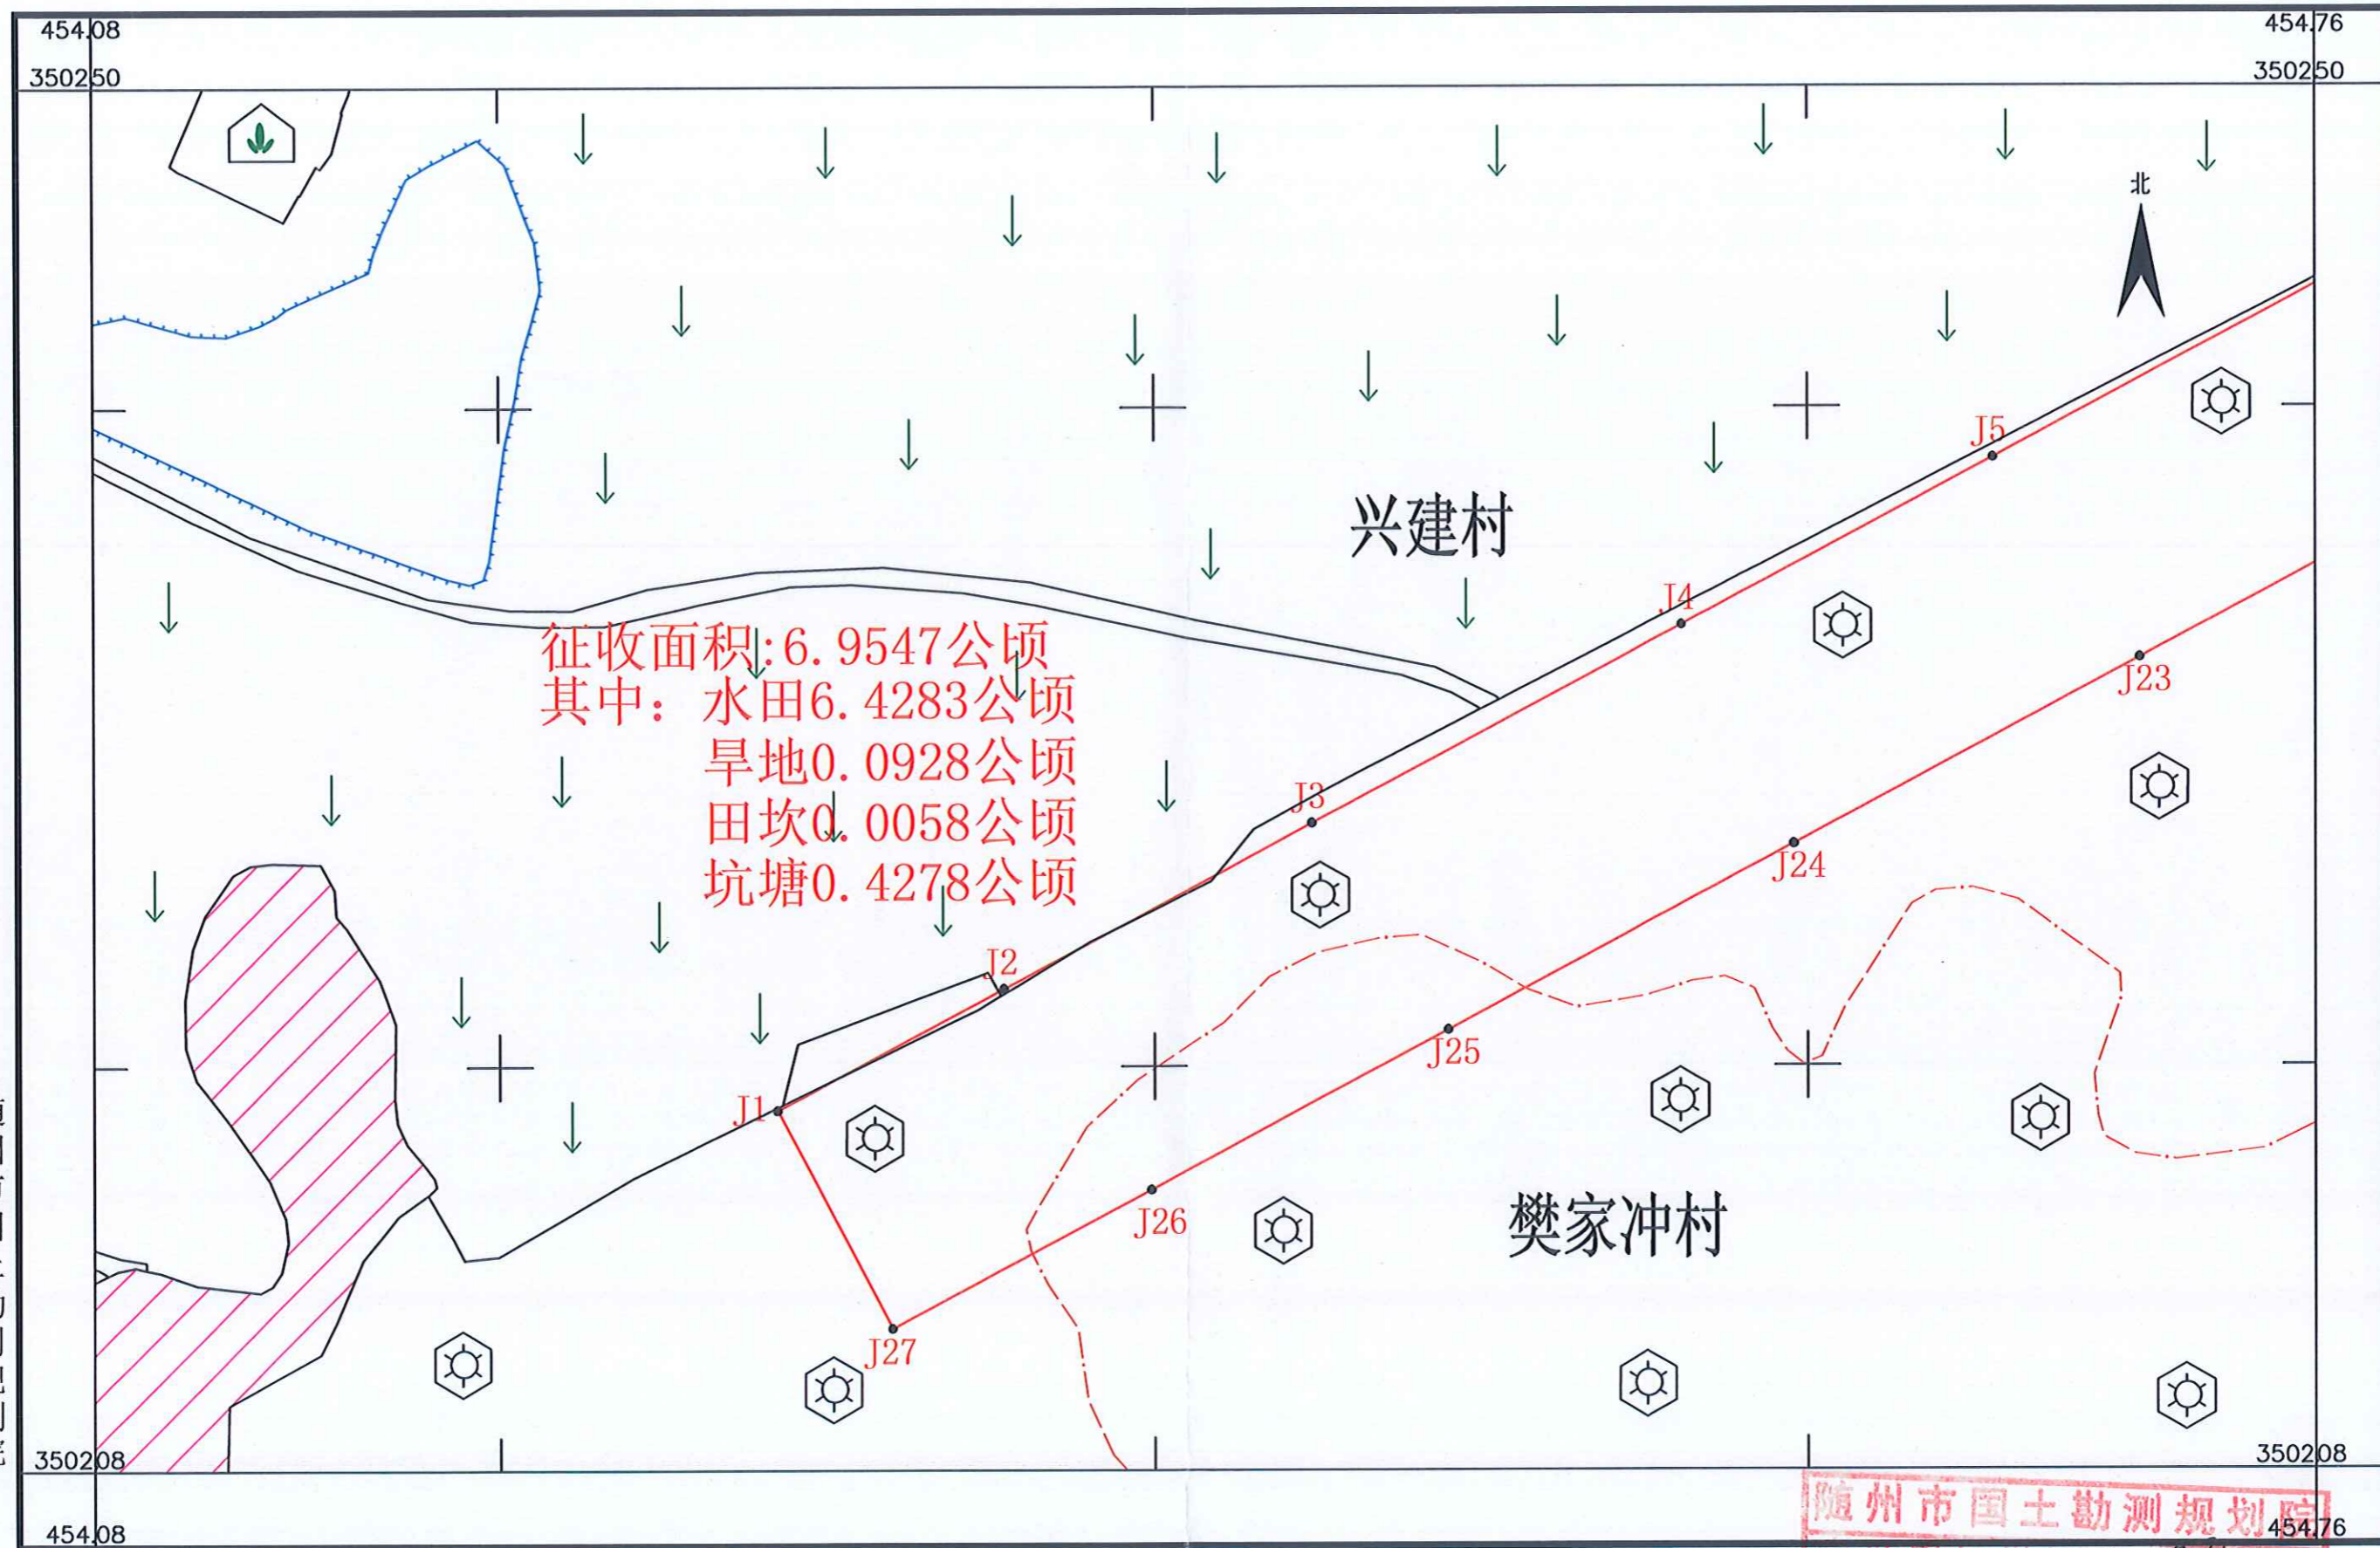 454.08
454.76
350250
350250
北
J5
兴建村
J4
征收面积:6.9547公顷
J23
其中：水田6.4283公顷
旱地0.0928公顷
J3
田坎0.0058公顷
J24
坑塘0.4278公顷
J2
J25
J1
J26
樊家冲村
J27
350208
350208
随州市国土勘测规划院
454.08
454.76